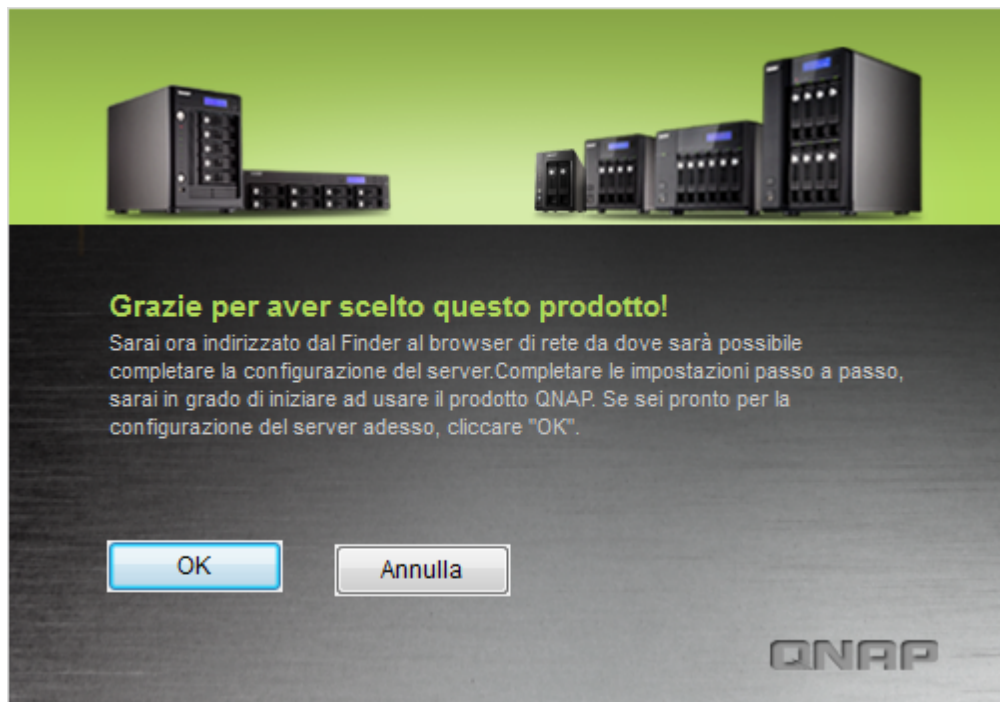 Grazie per aver scelto questo prodotto!
Sarai ora indirizzato dal Finder al browser di rete da dove sarà possibile
completare la configurazione del server.Completare le impostazioni passo a passo,
sarai in grado di iniziare ad usare il prodotto QNAP. Se sei pronto per la
configurazione del server adesso, cliccare "OK".
OK
Annulla
QNAP